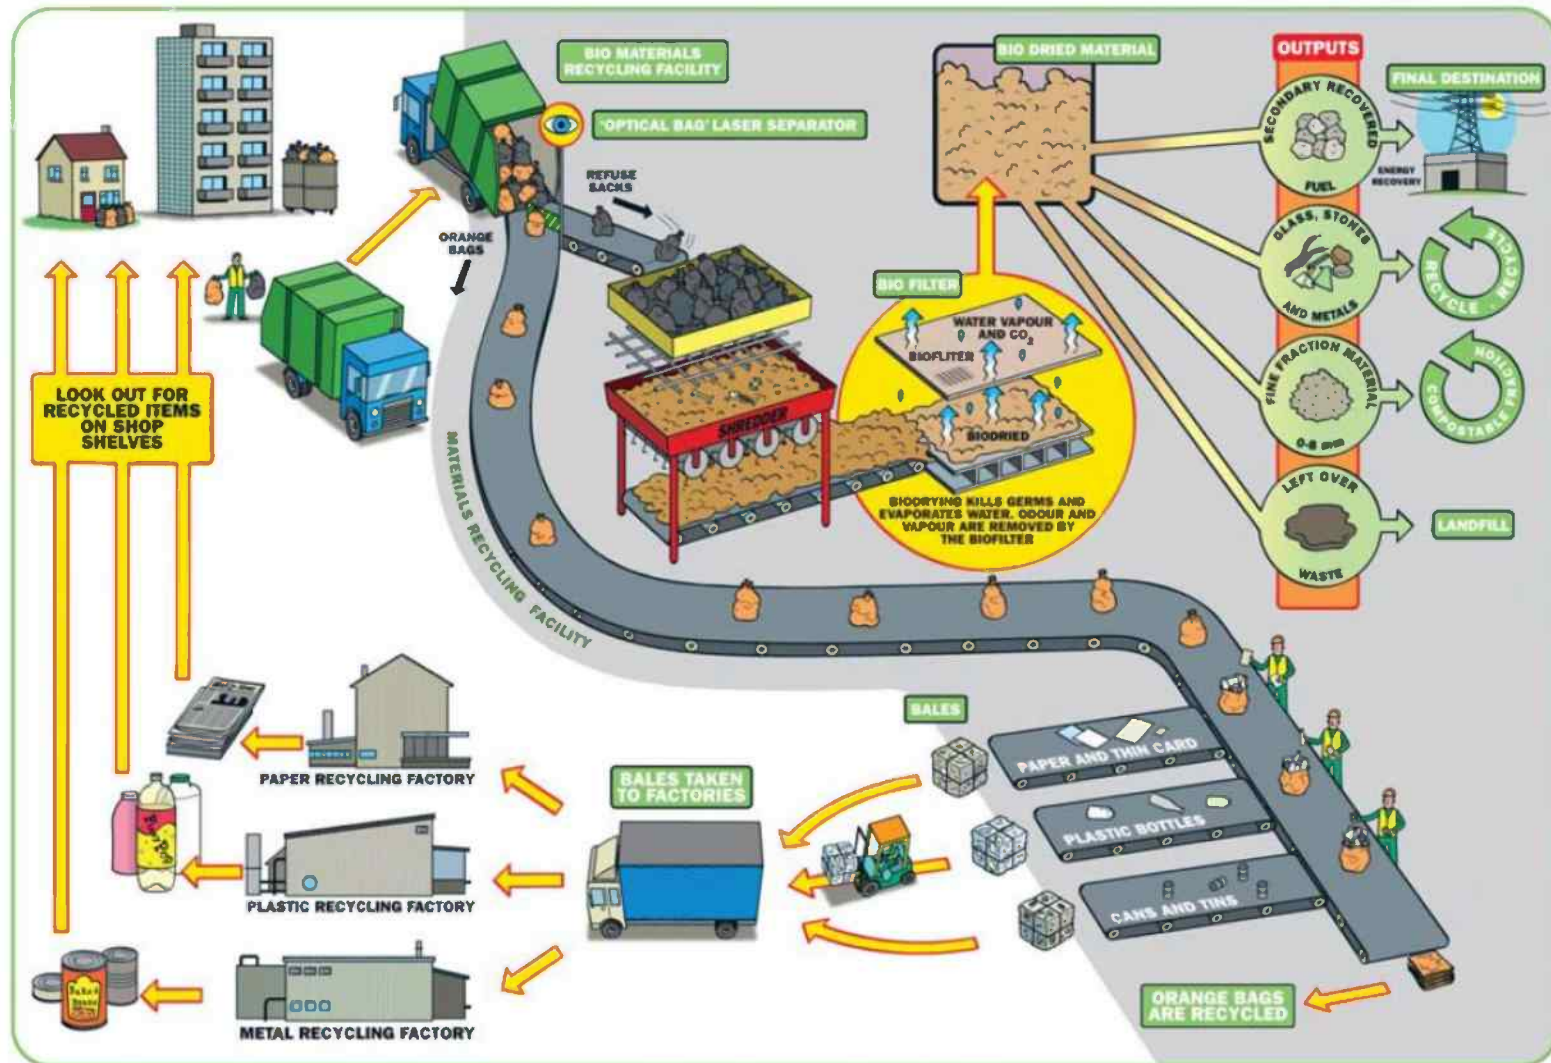 BIO MATERIALS
RECYCLING FACILITY
'OPTICAL BAG' LASER SEPARATOR
REFUSE
SACKS
ORANGE
BAGS
BIO DRIED MATERIAL
OUTPUTS
FINAL DESTINATION
SECONDARY RECOVERED
FUEL
ENERGY
RECOVERY
GLASS, STONES
AND METALS
RECYCLE . RECYCLE
FINE FRACTION MATERIAL
0-8 mm
COMPOSTABLE FRACTION
LEFT OVER
WASTE
LANDFILL
BIO FILTER
WATER VAPOUR
AND CO2
BIOFLITER
BIODRIED
BIODRYING KILLS GERMS AND
EVAPORATES WATER. ODOUR AND
VAPOUR ARE REMOVED BY
THE BIOFILTER
SHREDDER
LOOK OUT FOR
RECYCLED ITEMS
ON SHOP
SHELVES
MATERIALS RECYCLING FACILITY
BALES
PAPER AND THIN CARD
PLASTIC BOTTLES
CANS AND TINS
BALES TAKEN
TO FACTORIES
PAPER RECYCLING FACTORY
PLASTIC RECYCLING FACTORY
METAL RECYCLING FACTORY
ORANGE BAGS
ARE RECYCLED